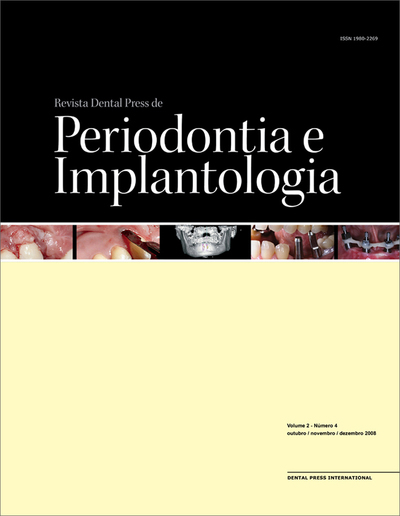 ISSN 1980-2269
Revista Dental Press de
Periodontia e
Implantologia
Volume 2 - Número 4
outubro / novembro / dezembro 2008
DENTAL PRESS INTERNATIONAL